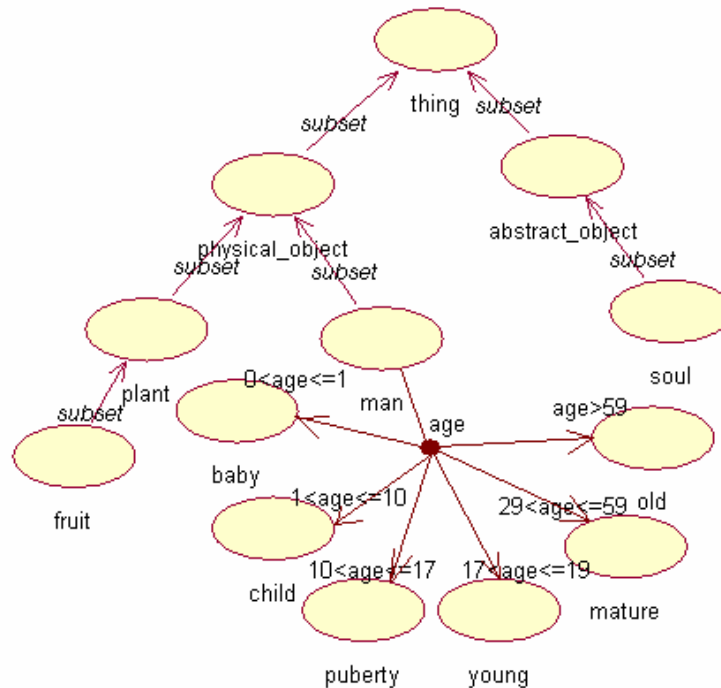 thing
subset
subset
physical_object
abstract_object
subset
subset
subset
plant
man
soul
0<age<=1
age
age>59
subset
fruit
baby
1<age<=10
29<age<=59
old
child
10<age<=17
17<age<=19
mature
puberty
young